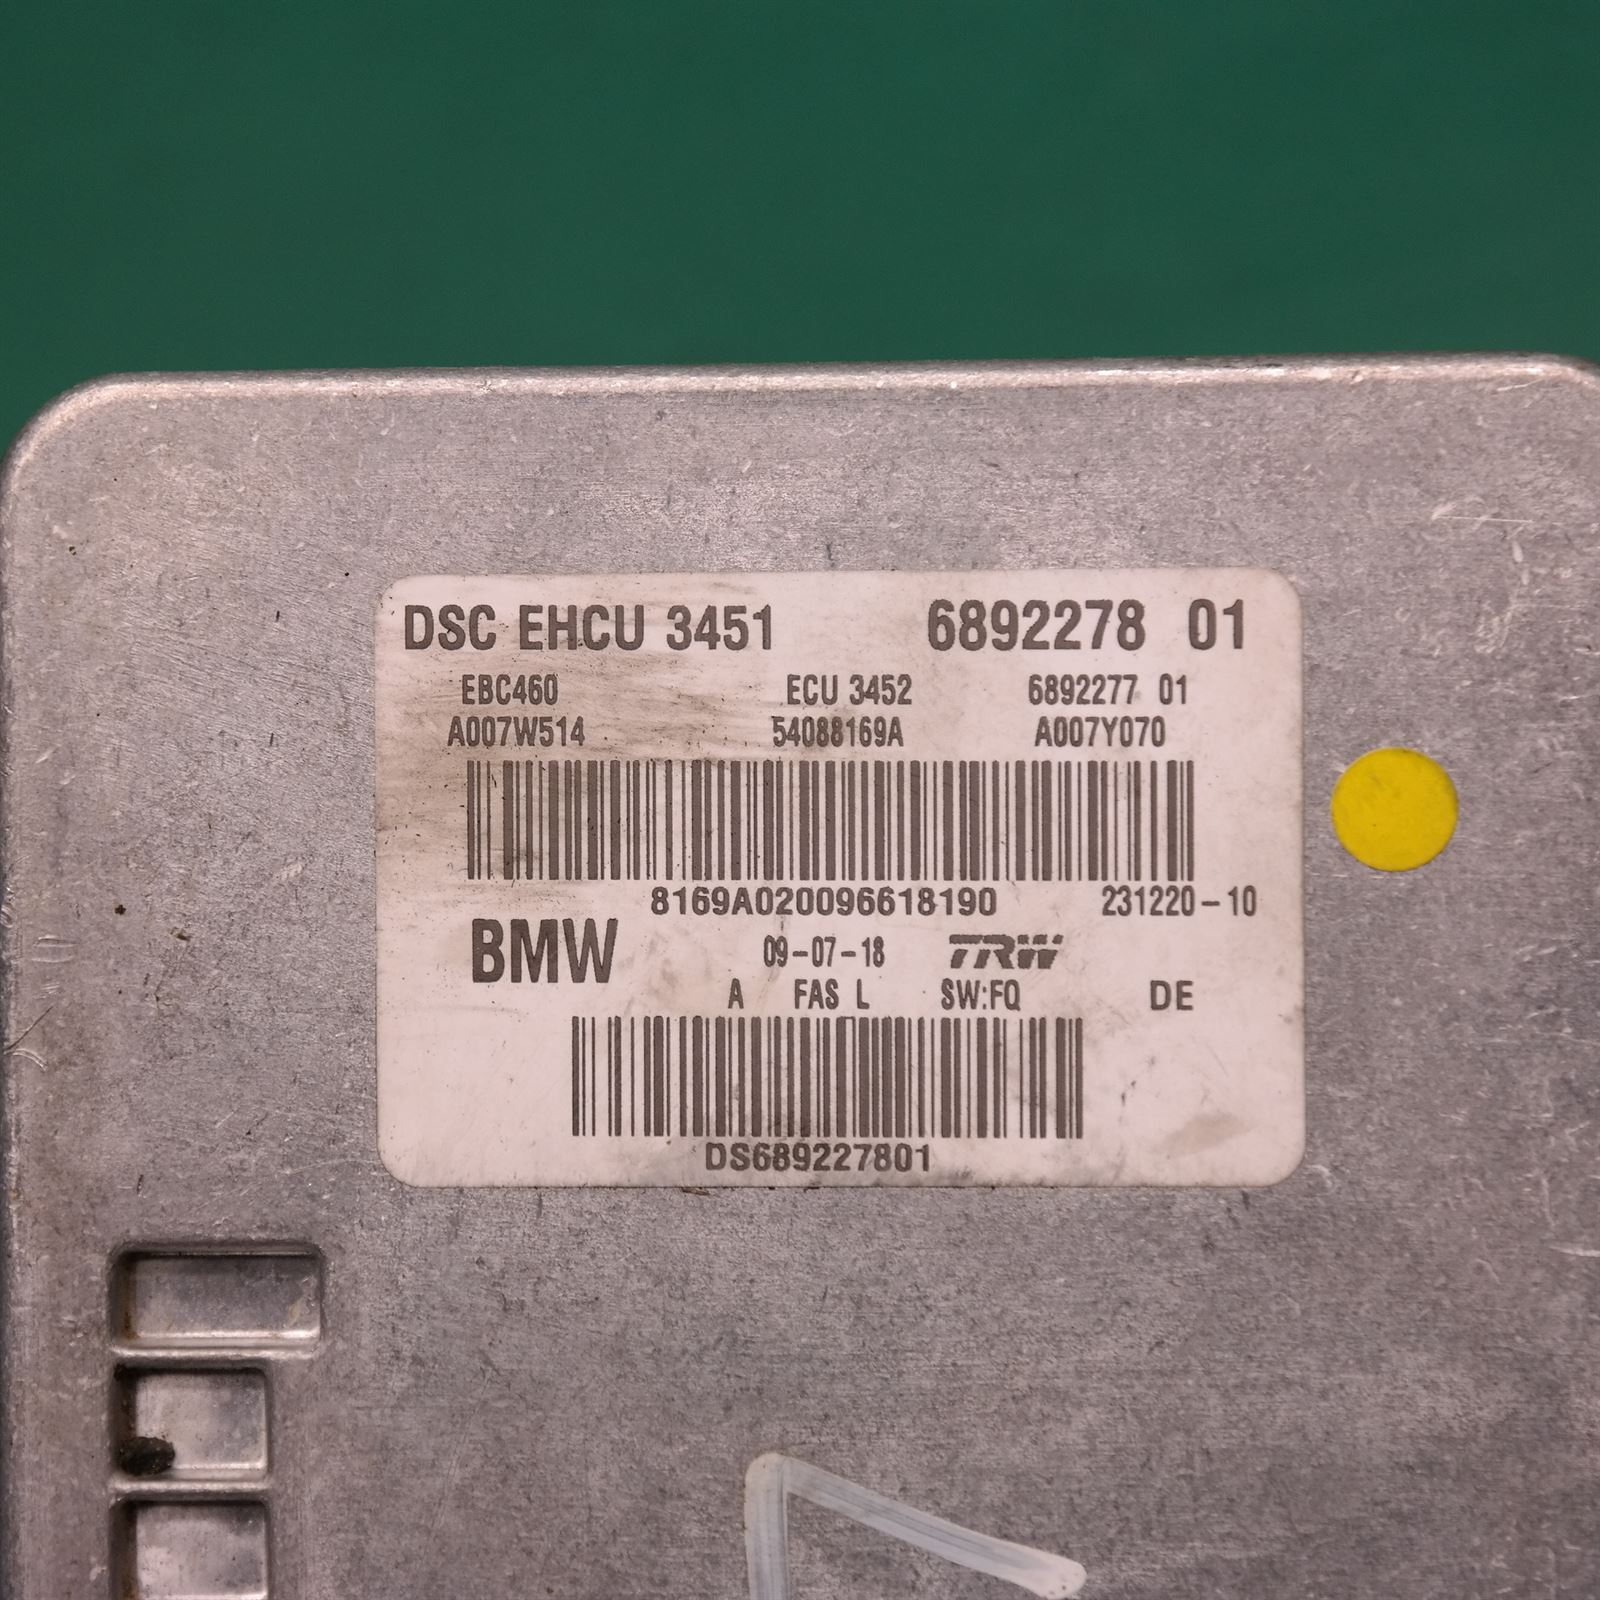 DSC EHCU 3451 6892278 01
EBC460 ECU 3452 6892277 01
A007W514 54088169A A007Y070
8169A020096618190 231220-10
BMW 09-07-18 TRW
A FAS L SW:FQ DE
DS689227801